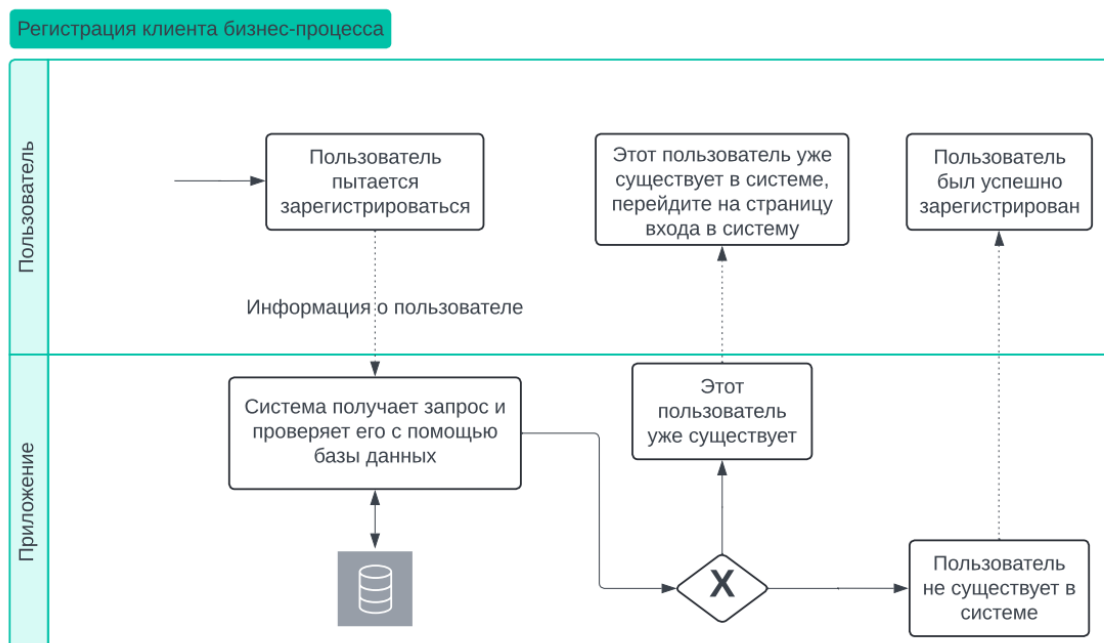 Регистрация клиента бизнес-процесса
Пользователь
Пользователь
пытается
зарегистрироваться
Этот пользователь уже
существует в системе,
перейдите на страницу
входа в систему
Пользователь
был успешно
зарегистрирован
Информация о пользователе
Приложение
Система получает запрос и
проверяет его с помощью
базы данных
Этот
пользователь
уже существует
X
Пользователь
не существует в
системе